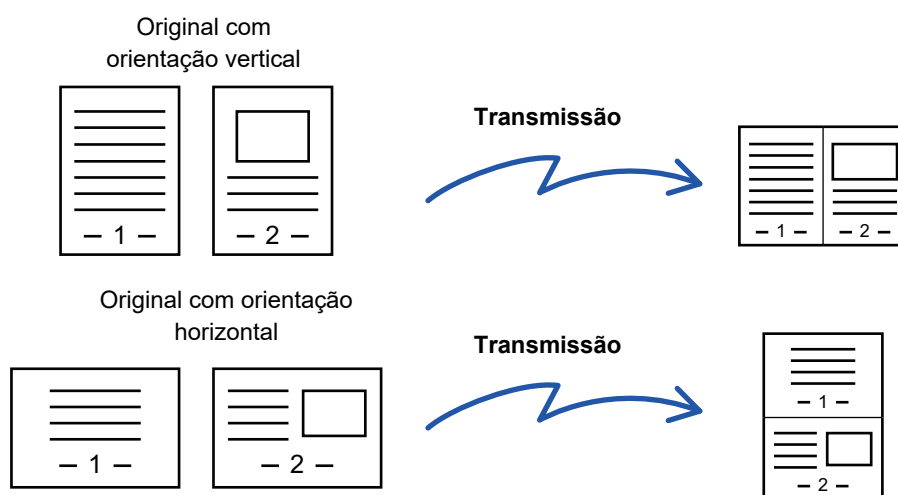 Original com
orientação vertical
Transmissão
– 1 –
– 2 –
– 1 –
– 2 –
Original com orientação
horizontal
Transmissão
– 1 –
– 2 –
– 1 –
– 2 –